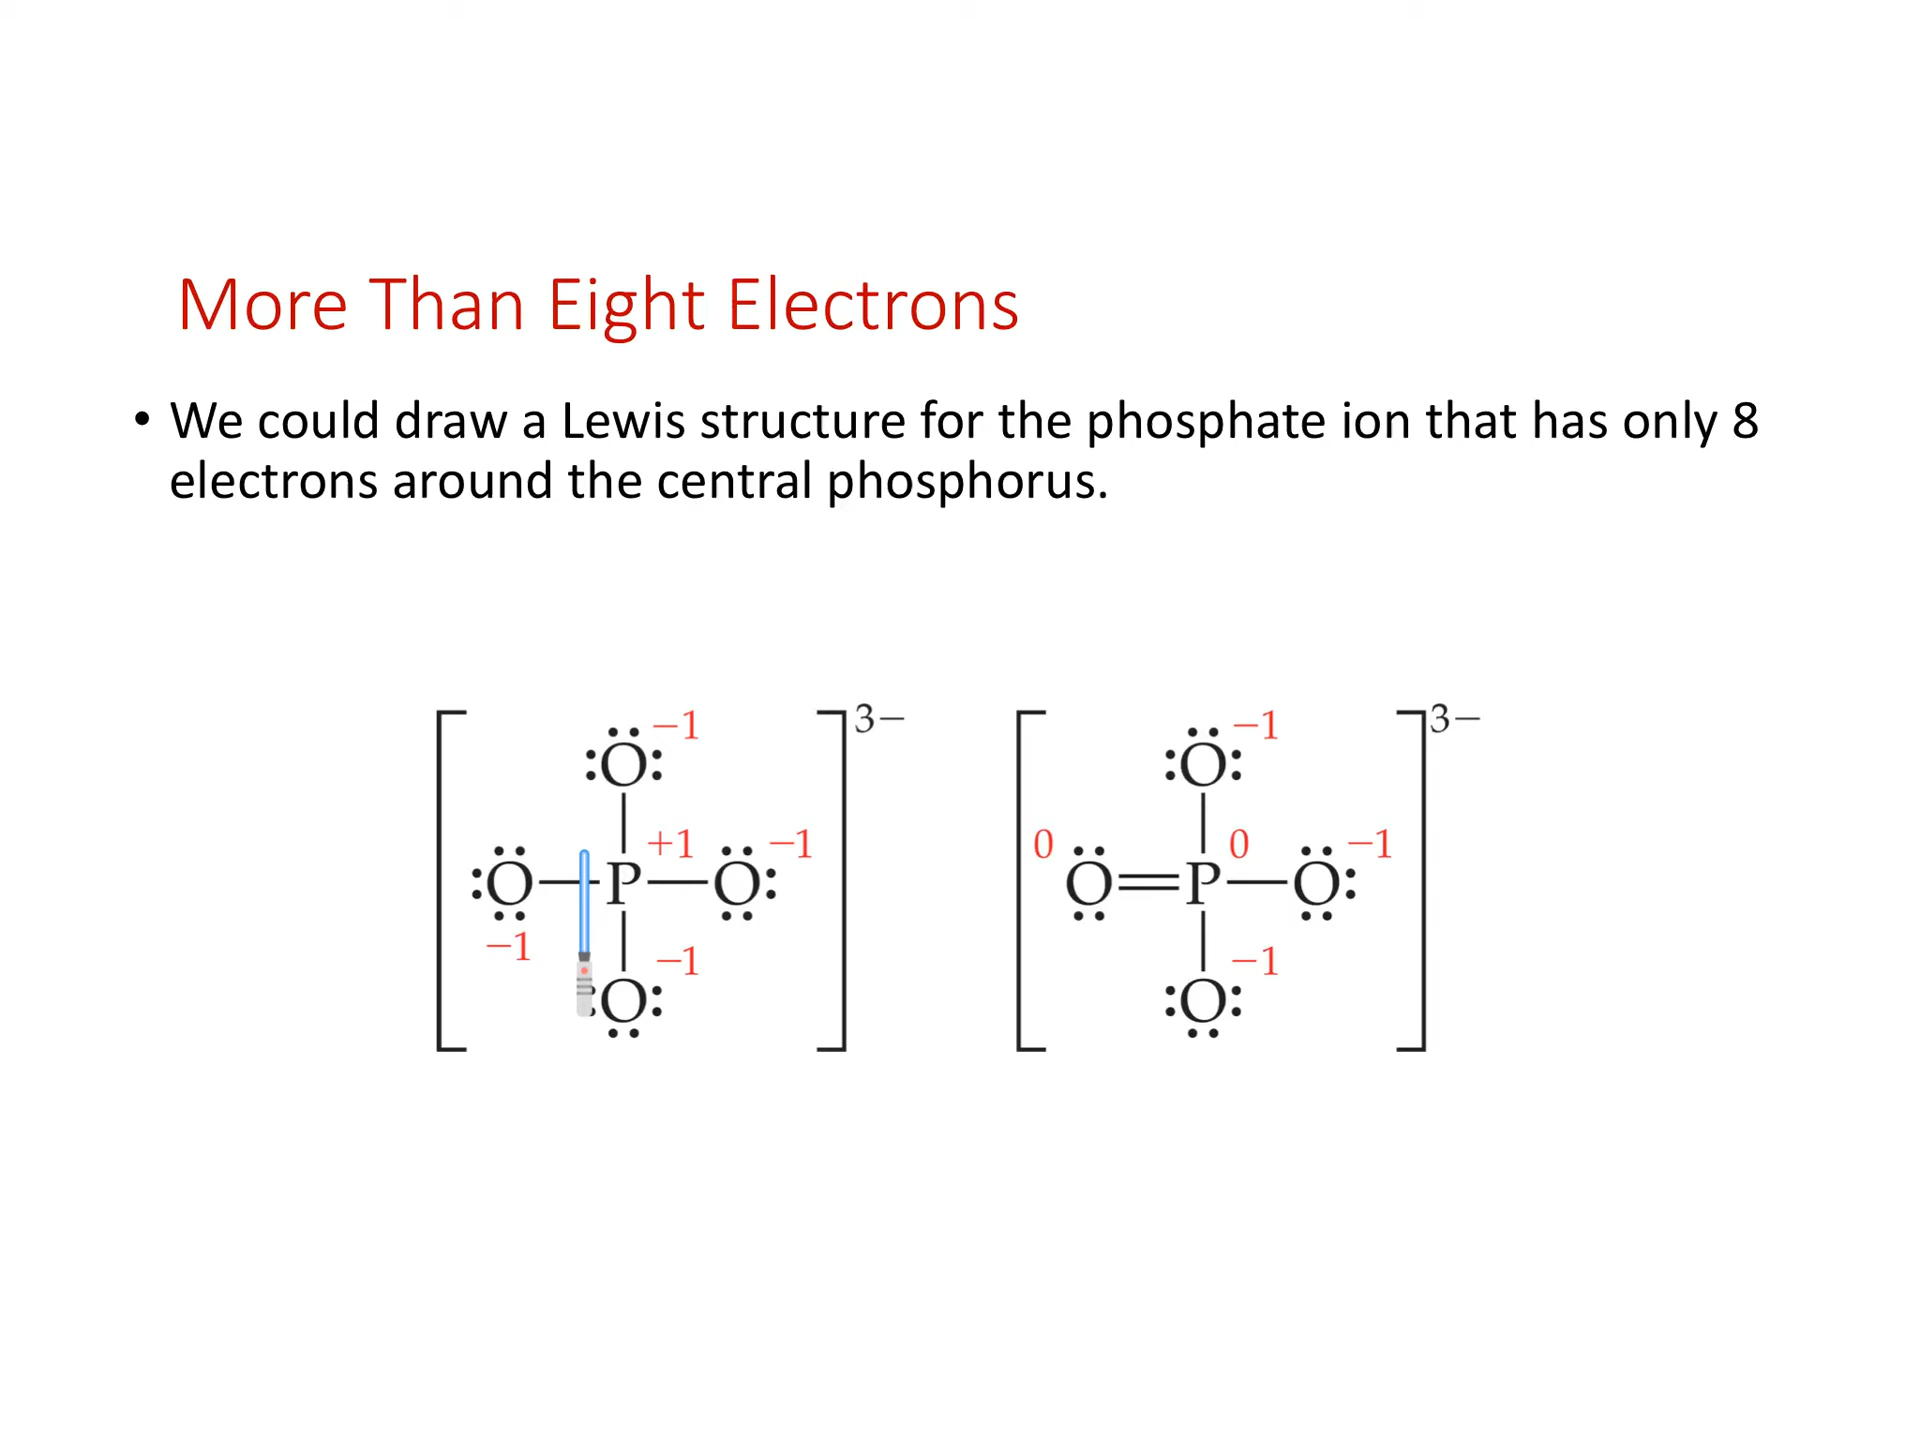 More Than Eight Electrons
• We could draw a Lewis structure for the phosphate ion that has only 8
electrons around the central phosphorus.
O −1 3− O −1 3−
+1 −1 0 0 −1
O P O O P O
−1 −1 −1
O O